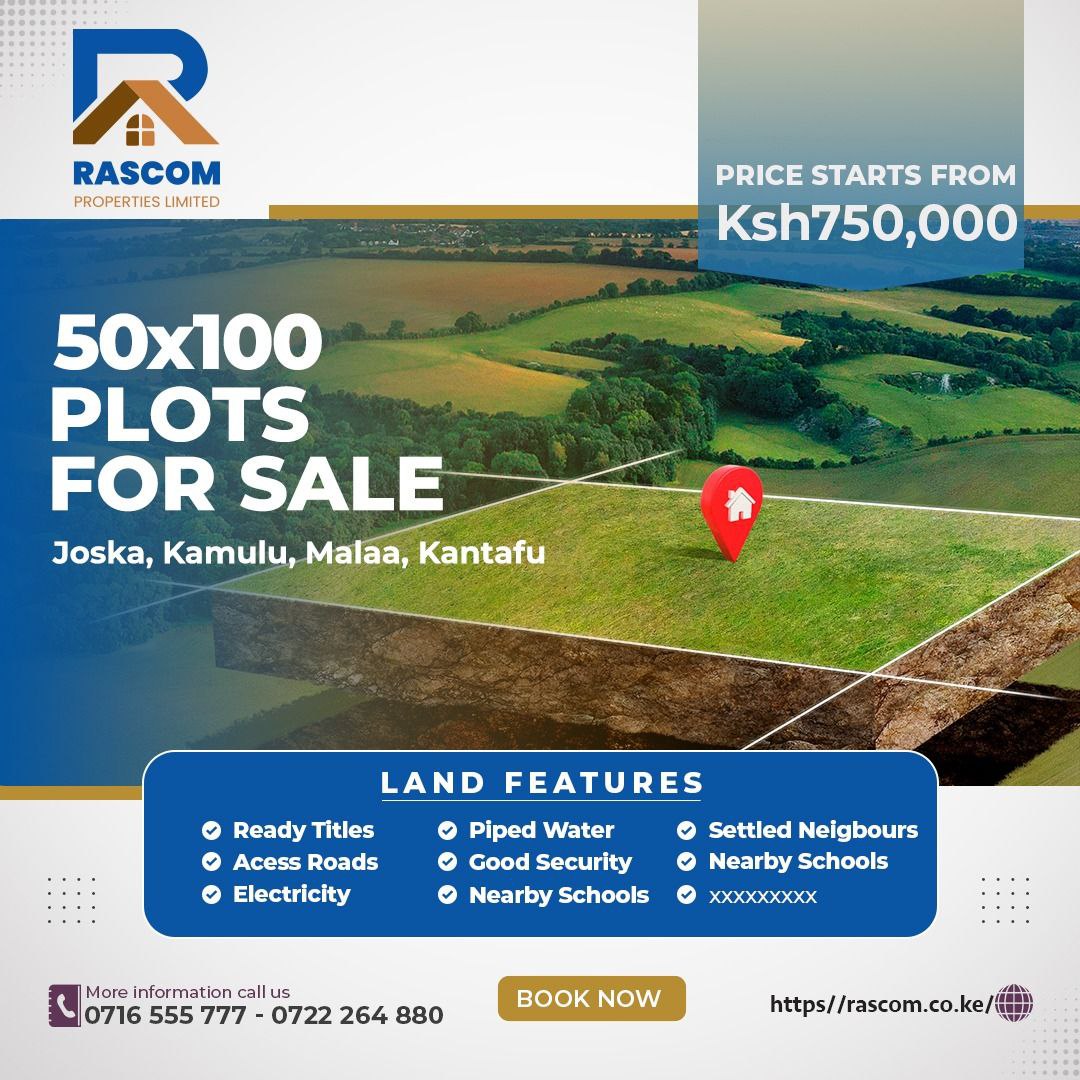 RASCOM
PROPERTIES LIMITED
PRICE STARTS FROM
Ksh750,000
50x100
PLOTS
FOR SALE
Joska, Kamulu, Malaa, Kantafu
LAND FEATURES
Ready Titles
Acess Roads
Electricity
Piped Water
Good Security
Nearby Schools
Settled Neigbours
Nearby Schools
xxxxxxxxx
More information call us
0716 555 777 - 0722 264 880
BOOK NOW
https//rascom.co.ke/